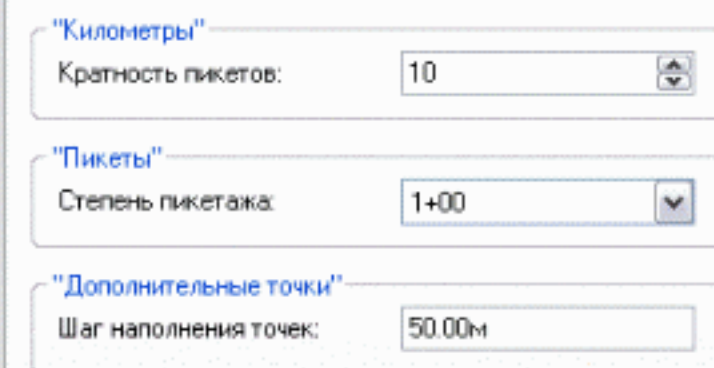 "Километры"
Кратность пикетов: 10
"Пикеты"
Степень пикетажа: 1+00
"Дополнительные точки"
Шаг наполнения точек: 50.00м